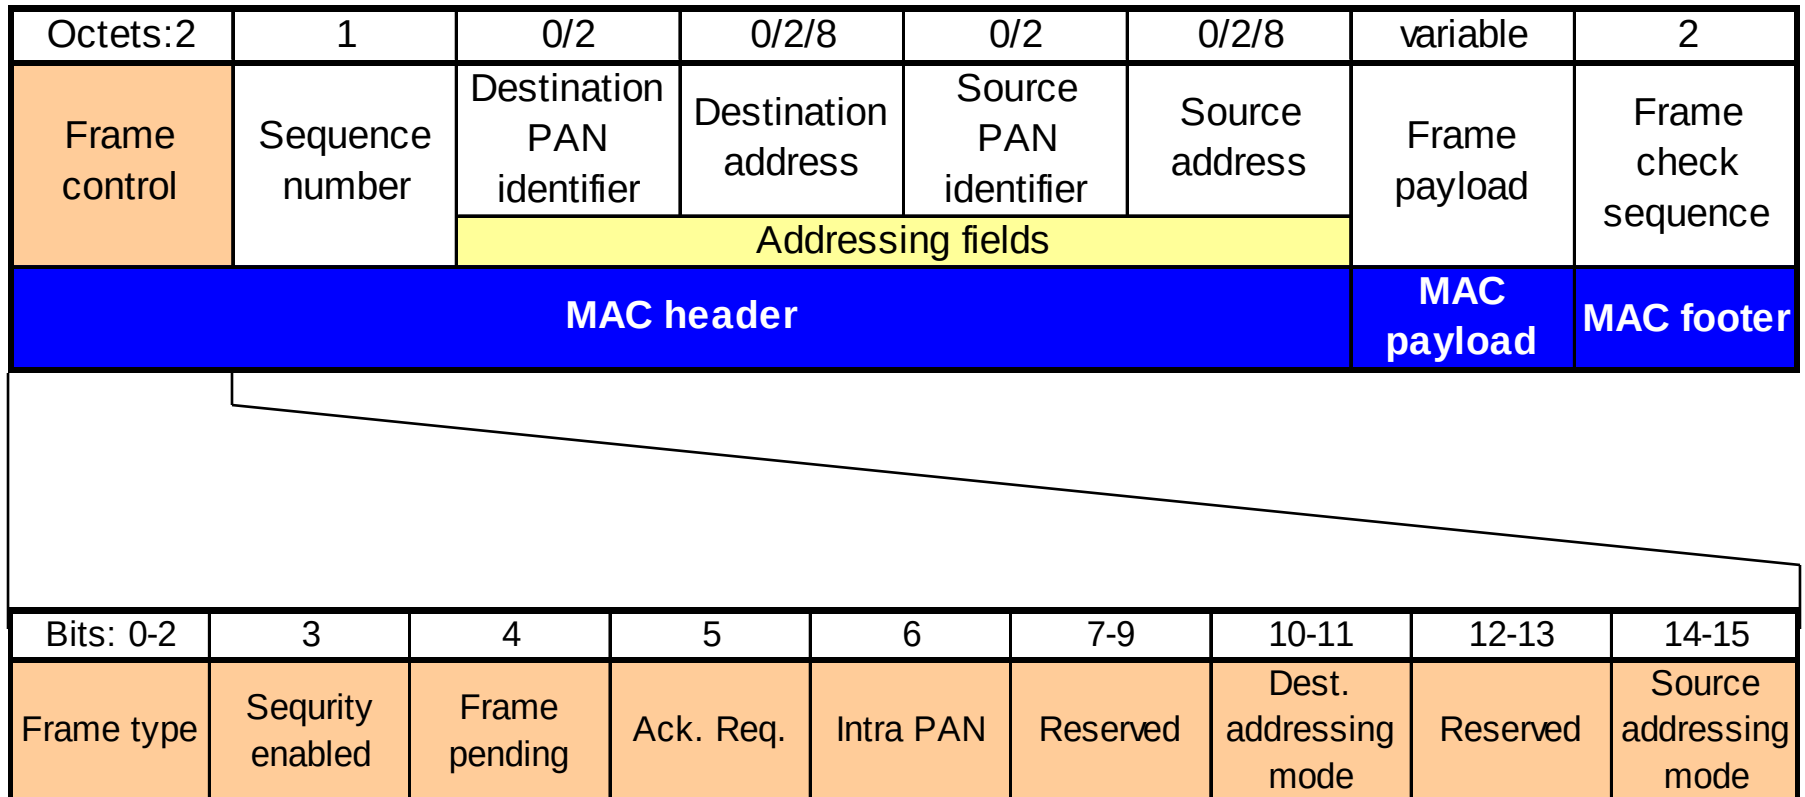 Octets:2 1 0/2 0/2/8 0/2 0/2/8 variable 2
Frame
control
Sequence
number
Destination
PAN
identifier
Destination
address
Source
PAN
identifier
Source
address
Frame
payload
Frame
check
sequence
Addressing fields
MAC header
MAC
payload
MAC footer
Bits: 0-2 3 4 5 6 7-9 10-11 12-13 14-15
Frame type
Sequrity
enabled
Frame
pending
Ack. Req.
Intra PAN
Reserved
Dest.
addressing
mode
Reserved
Source
addressing
mode